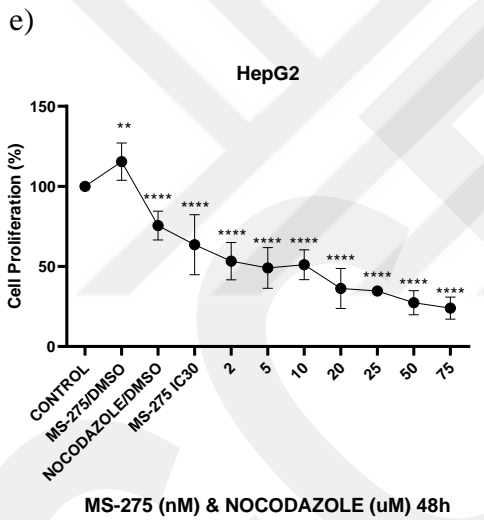 e)
HepG2
Cell Proliferation (%)
150
100
50
0
**
****
****
****
****
****
****
****
****
****
CONTROL
MS-275/DMSO
NOCODAZOLE/DMSO
MS-275 IC30
2
5
10
20
25
50
75
MS-275 (nM) & NOCODAZOLE (uM) 48h